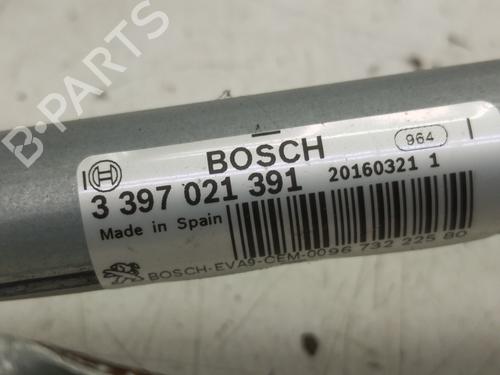 B-PARTS
964
BOSCH
3 397 021 391 20160321 1
Made in Spain
BOSCH-EVA9-CEM-0096 732 225 80